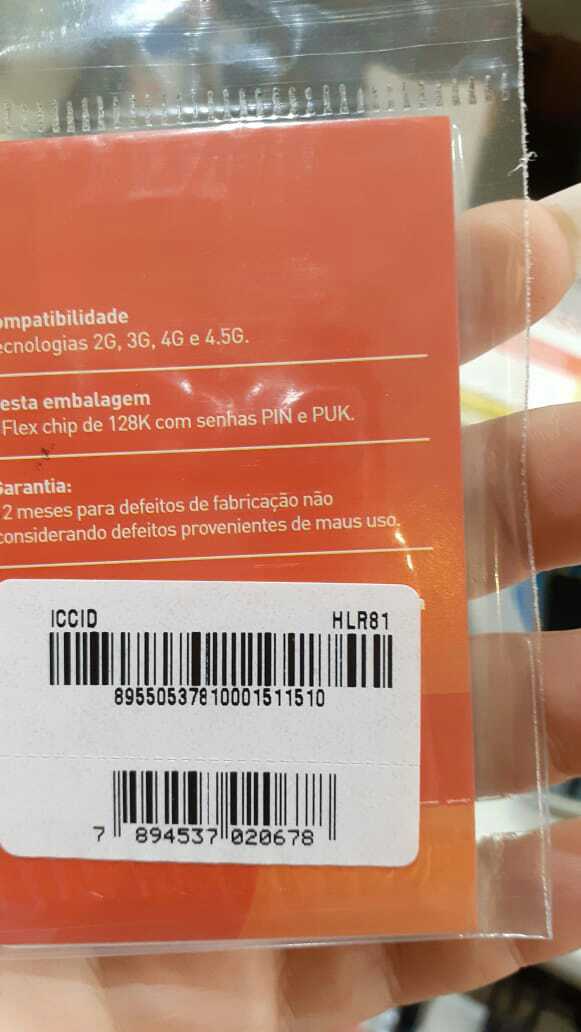 ompatibilidade
ecnologias 2G, 3G, 4G e 4.5G.
esta embalagem
Flex chip de 128K com senhas PIN e PUK.
Garantia:
2 meses para defeitos de fabricação não
considerando defeitos provenientes de maus uso.
ICCID HLR81
89550537810001511510
7 894537 020678